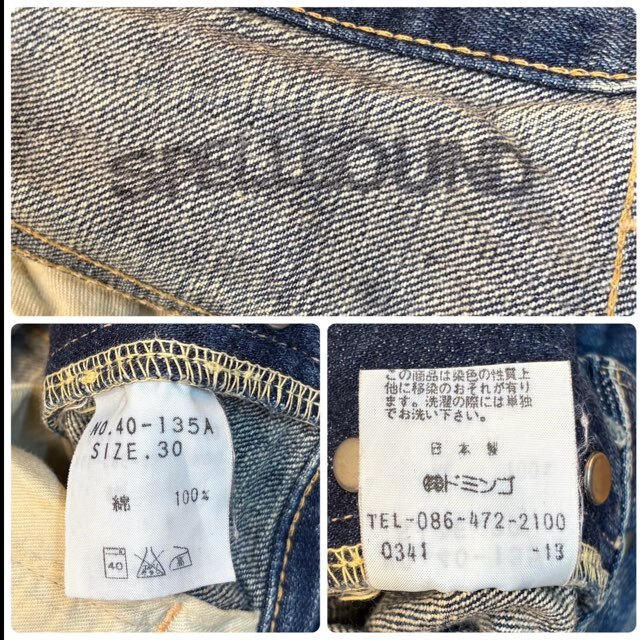 SPELLBOUND
NO.40-135A
SIZE.30
綿 100%
40
この商品は染色の性質上
他に移染のおそれが有り
ます。洗濯の際には単独
でお洗い下さい。
日本製
㈱ドミンゴ
TEL-086-472-2100
0341 -13